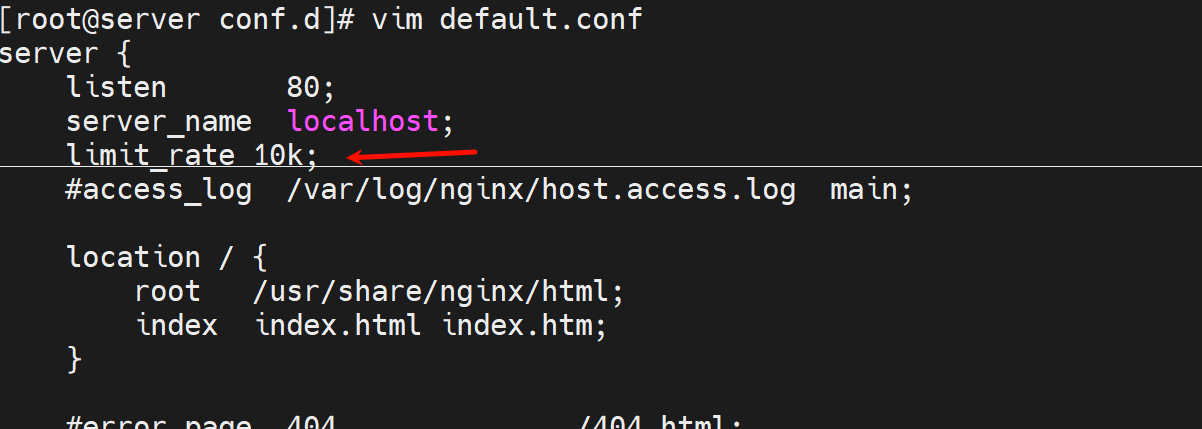 [root@server conf.d]# vim default.conf
server {
    listen       80;
    server_name  localhost;
    limit_rate 10k;
    #access_log  /var/log/nginx/host.access.log  main;
    location / {
        root   /usr/share/nginx/html;
        index  index.html index.htm;
    }
    #error_page  404              /404.html;